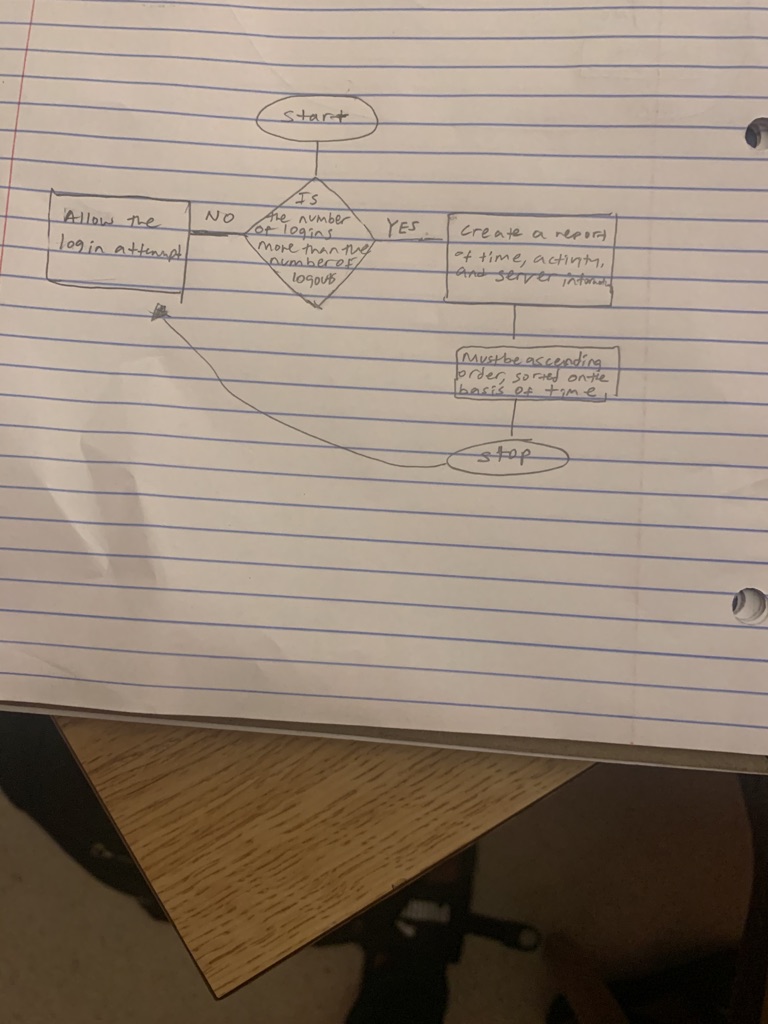 start
Is
the number
of logins
more than the
number of
logouts
NO
YES
Allow the
login attempt
Create a report
of time, activity,
and server
Must be ascending
order, sorted on the
basis of time
stop